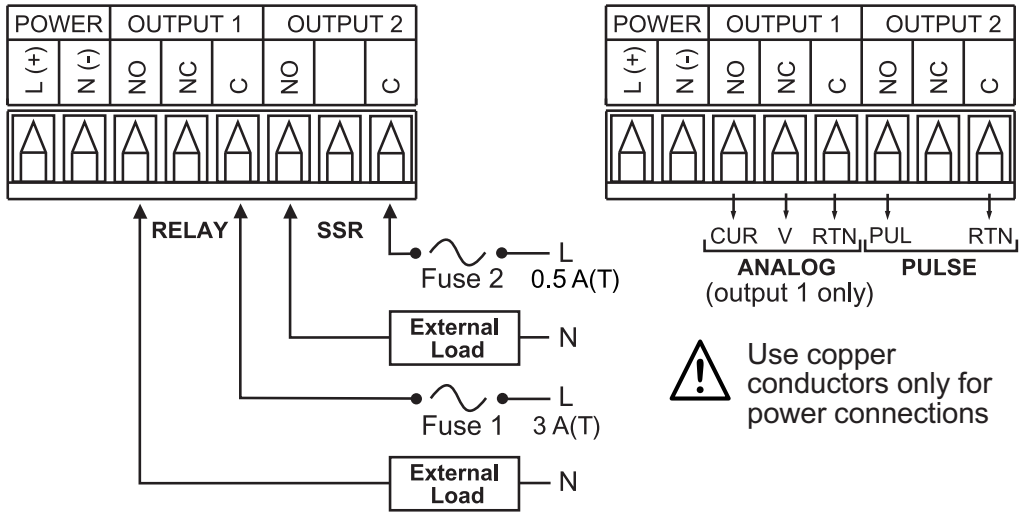 POWER OUTPUT 1 OUTPUT 2
L (+) N (-) NO NC C NO C
RELAY SSR
L
Fuse 2 0.5 A(T)
External
Load
N
L
Fuse 1 3 A(T)
External
Load
N
POWER OUTPUT 1 OUTPUT 2
L (+) N (-) NO NC C NO NC C
CUR V RTN PUL RTN
ANALOG PULSE
(output 1 only)
!
Use copper
conductors only for
power connections